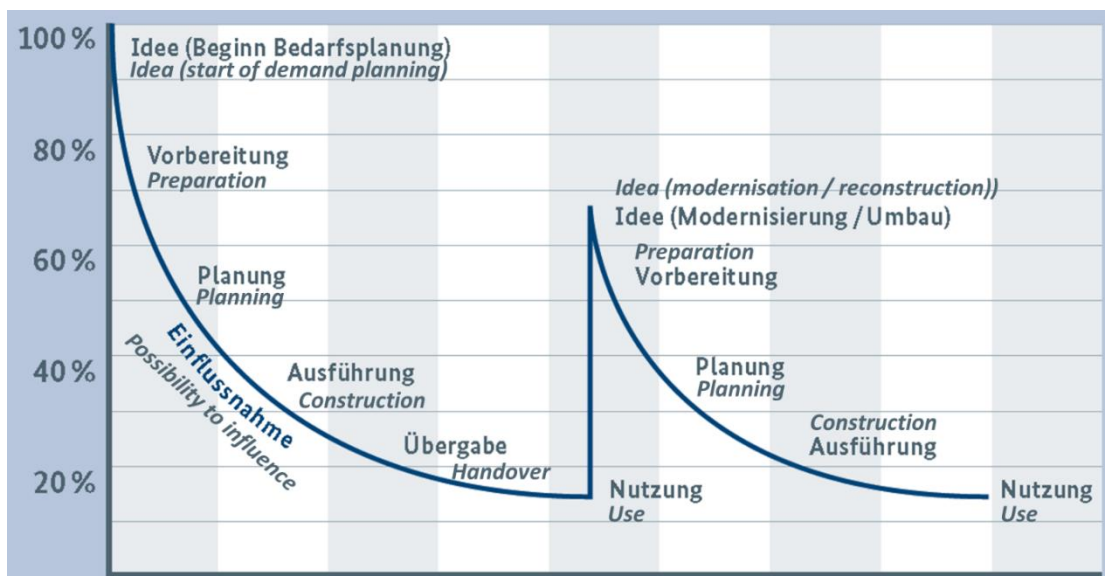 100 %
Idee (Beginn Bedarfsplanung)
Idea (start of demand planning)
80 %
Vorbereitung
Preparation
Idea (modernisation / reconstruction))
Idee (Modernisierung / Umbau)
60 %
Preparation
Vorbereitung
Planung
Planning
Einflussnahme
Possibility to influence
40 %
Ausführung
Construction
Planung
Planning
Construction
Ausführung
Übergabe
Handover
20 %
Nutzung
Use
Nutzung
Use